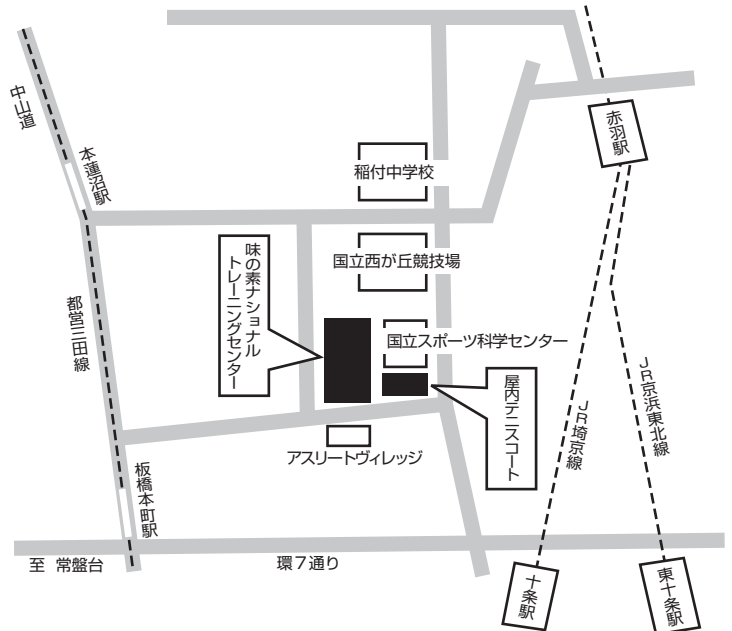 中山道
本蓮沼駅
赤羽駅
稲付中学校
国立西が丘競技場
味の素ナショナル
トレーニングセンター
国立スポーツ科学センター
都営三田線
屋内テニスコート
JR埼京線
JR京浜東北線
アスリートヴィレッジ
板橋本町駅
至 常盤台
環7通り
十条駅
東十条駅